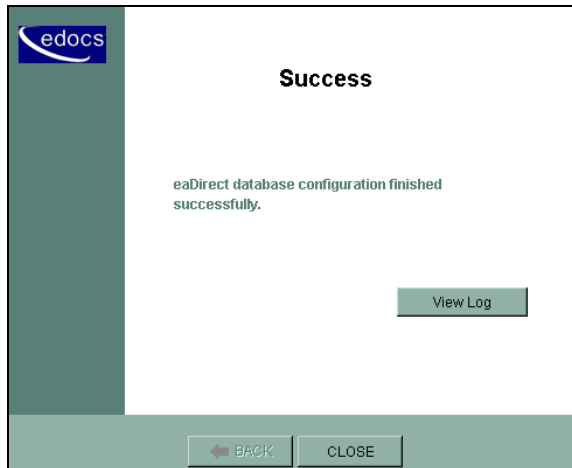 edocs
Success
eaDirect database configuration finished
successfully.
View Log
BACK
CLOSE